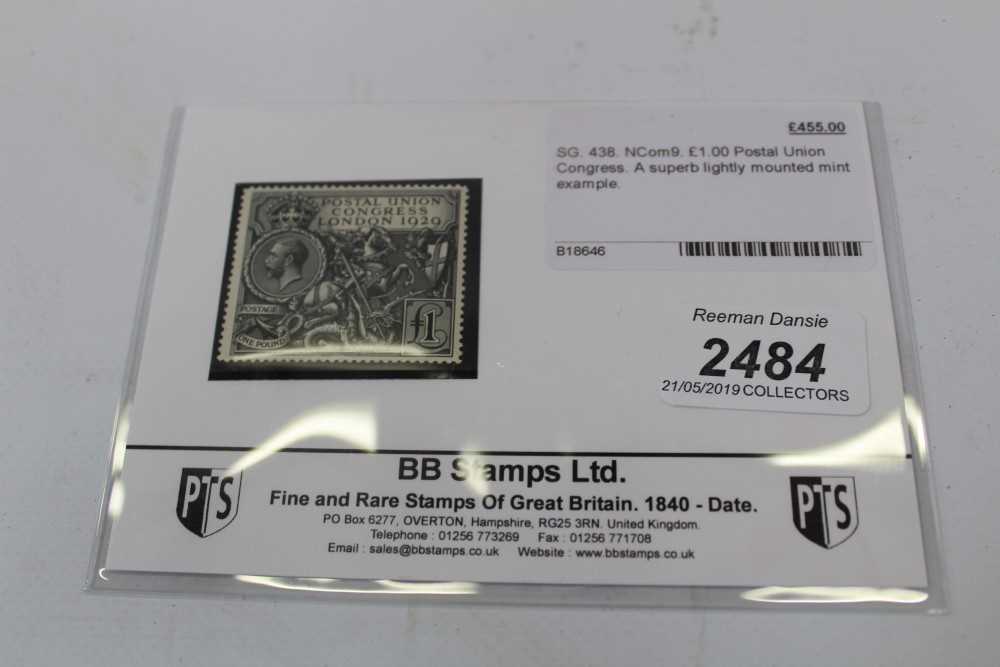 £455.00
SG. 438. NCom9. £1.00 Postal Union
Congress. A superb lightly mounted mint
example.
B18646
POSTAL UNION
CONGRESS
LONDON 1929
POSTAGE
ONE POUND
£1
Reeman Dansie
2484
21/05/2019 COLLECTORS
BB Stamps Ltd.
PTS
PTS
Fine and Rare Stamps Of Great Britain. 1840 - Date.
PO Box 6277, OVERTON, Hampshire, RG25 3RN. United Kingdom.
Telephone : 01256 773269 Fax : 01256 771708
Email : sales@bbstamps.co.uk Website : www.bbstamps.co.uk